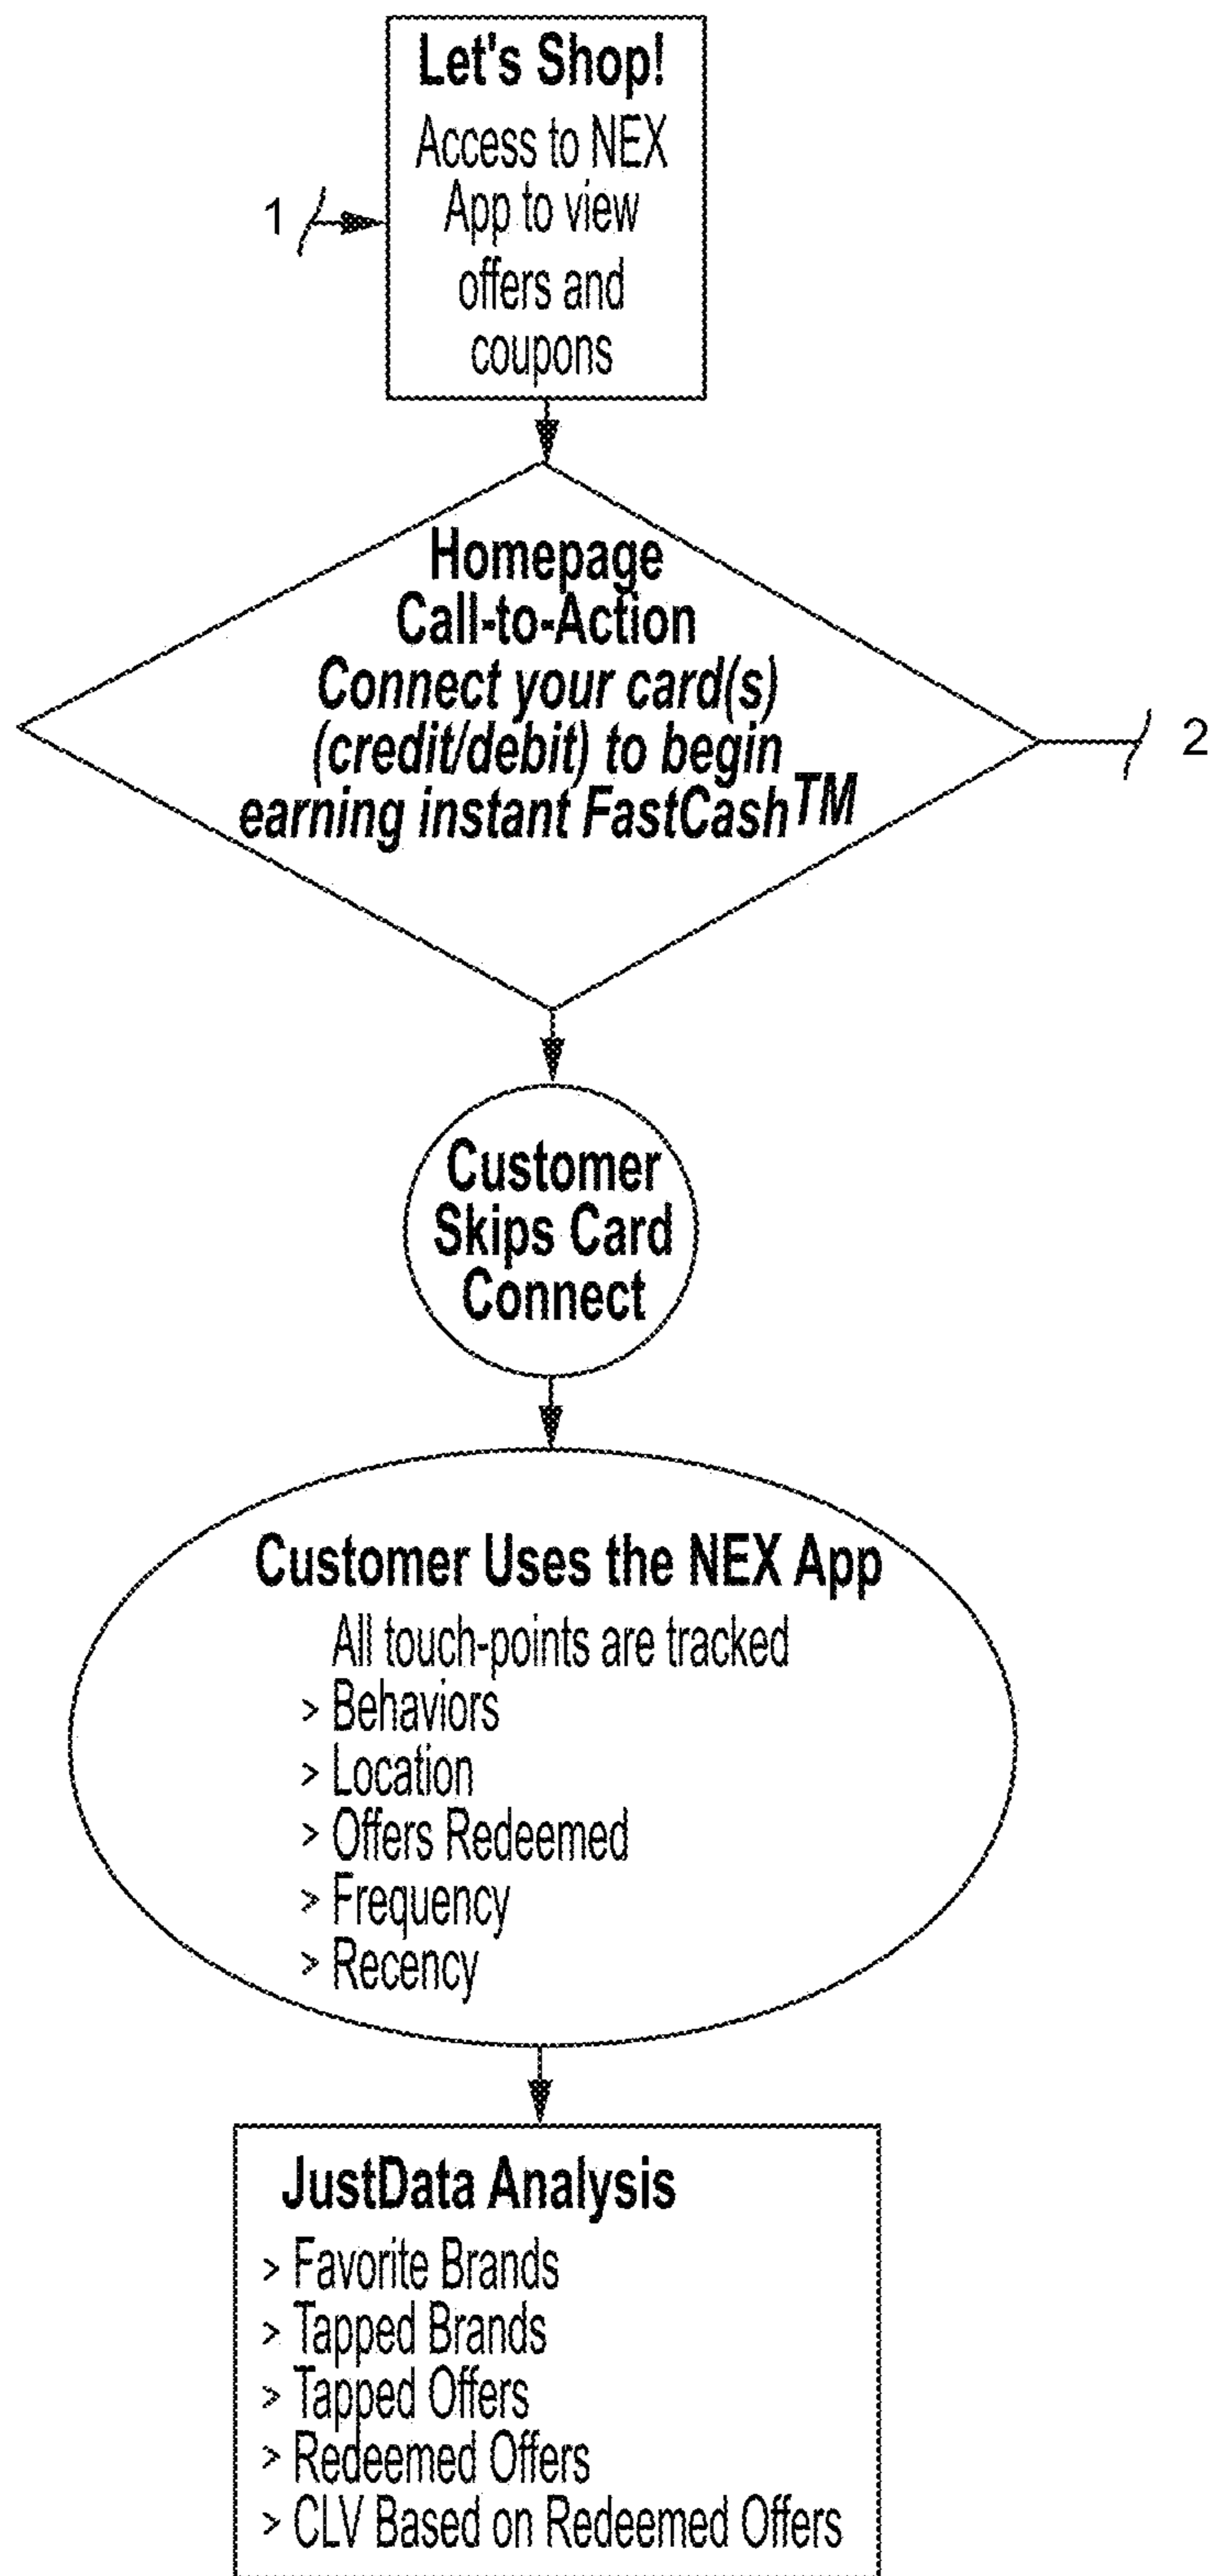 Let's Shop!
Access to NEX
App to view
offers and
coupons
1
Homepage
Call-to-Action
Connect your card(s)
(credit/debit) to begin
earning instant FastCash™
2
Customer
Skips Card
Connect
Customer Uses the NEX App
All touch-points are tracked
> Behaviors
> Location
> Offers Redeemed
> Frequency
> Recency
JustData Analysis
> Favorite Brands
> Tapped Brands
> Tapped Offers
> Redeemed Offers
> CLV Based on Redeemed Offers